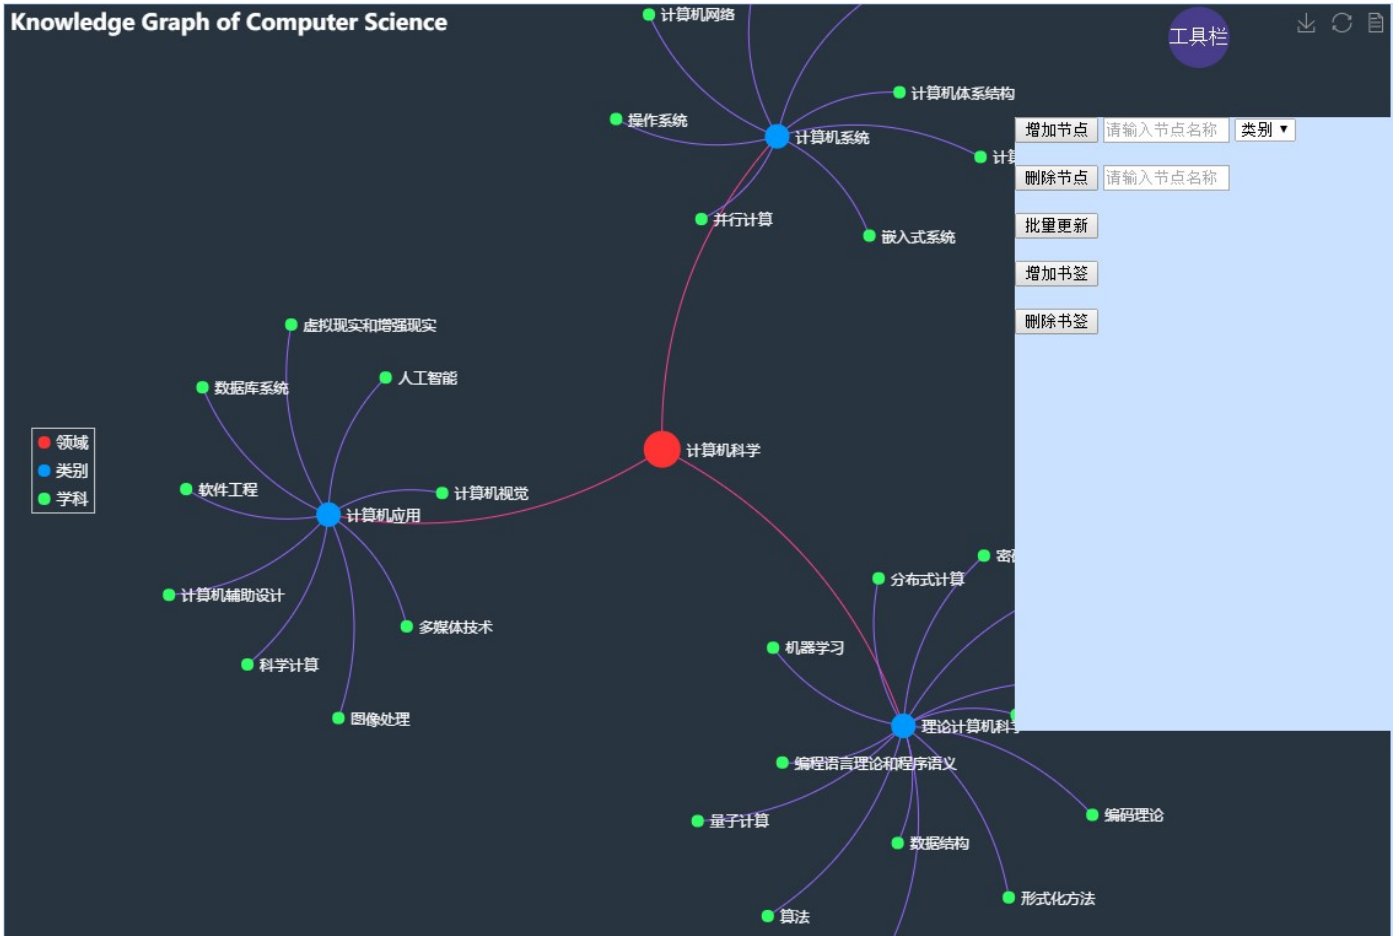 Knowledge Graph of Computer Science
计算机网络
工具栏
计算机体系结构
操作系统
计算机系统
增加节点 请输入节点名称 类别
删除节点 请输入节点名称
并行计算
批量更新
嵌入式系统
增加书签
删除书签
虚拟现实和增强现实
人工智能
数据库系统
领域
计算机科学
类别
软件工程
计算机视觉
学科
计算机应用
分布式计算
计算机辅助设计
多媒体技术
机器学习
科学计算
图像处理
理论计算机科学
编程语言理论和程序语义
编码理论
量子计算
数据结构
形式化方法
算法